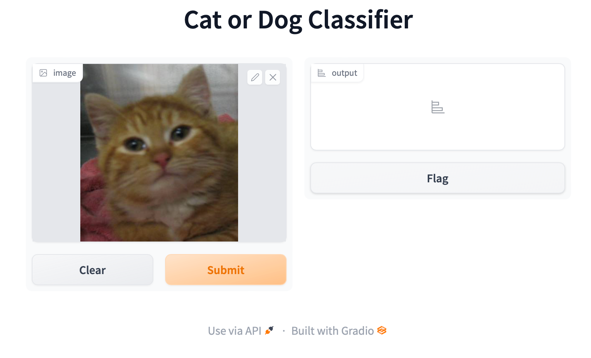 Cat or Dog Classifier
image
output
Flag
Clear
Submit
Use via API · Built with Gradio